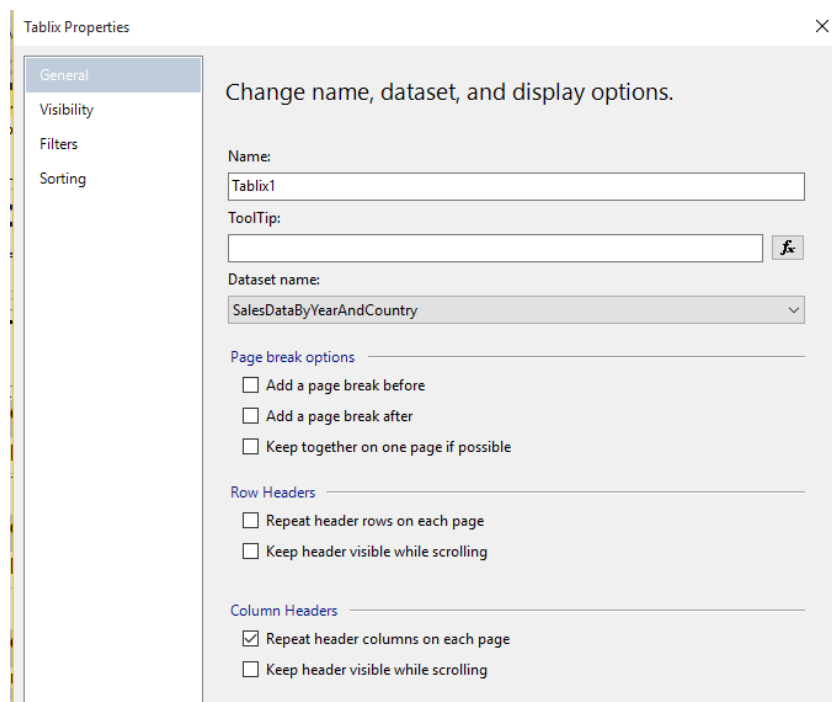 Tablix Properties
General
Visibility
Filters
Sorting
Change name, dataset, and display options.
Name:
Tablix1
ToolTip:
fx
Dataset name:
SalesDataByYearAndCountry
Page break options
Add a page break before
Add a page break after
Keep together on one page if possible
Row Headers
Repeat header rows on each page
Keep header visible while scrolling
Column Headers
Repeat header columns on each page
Keep header visible while scrolling